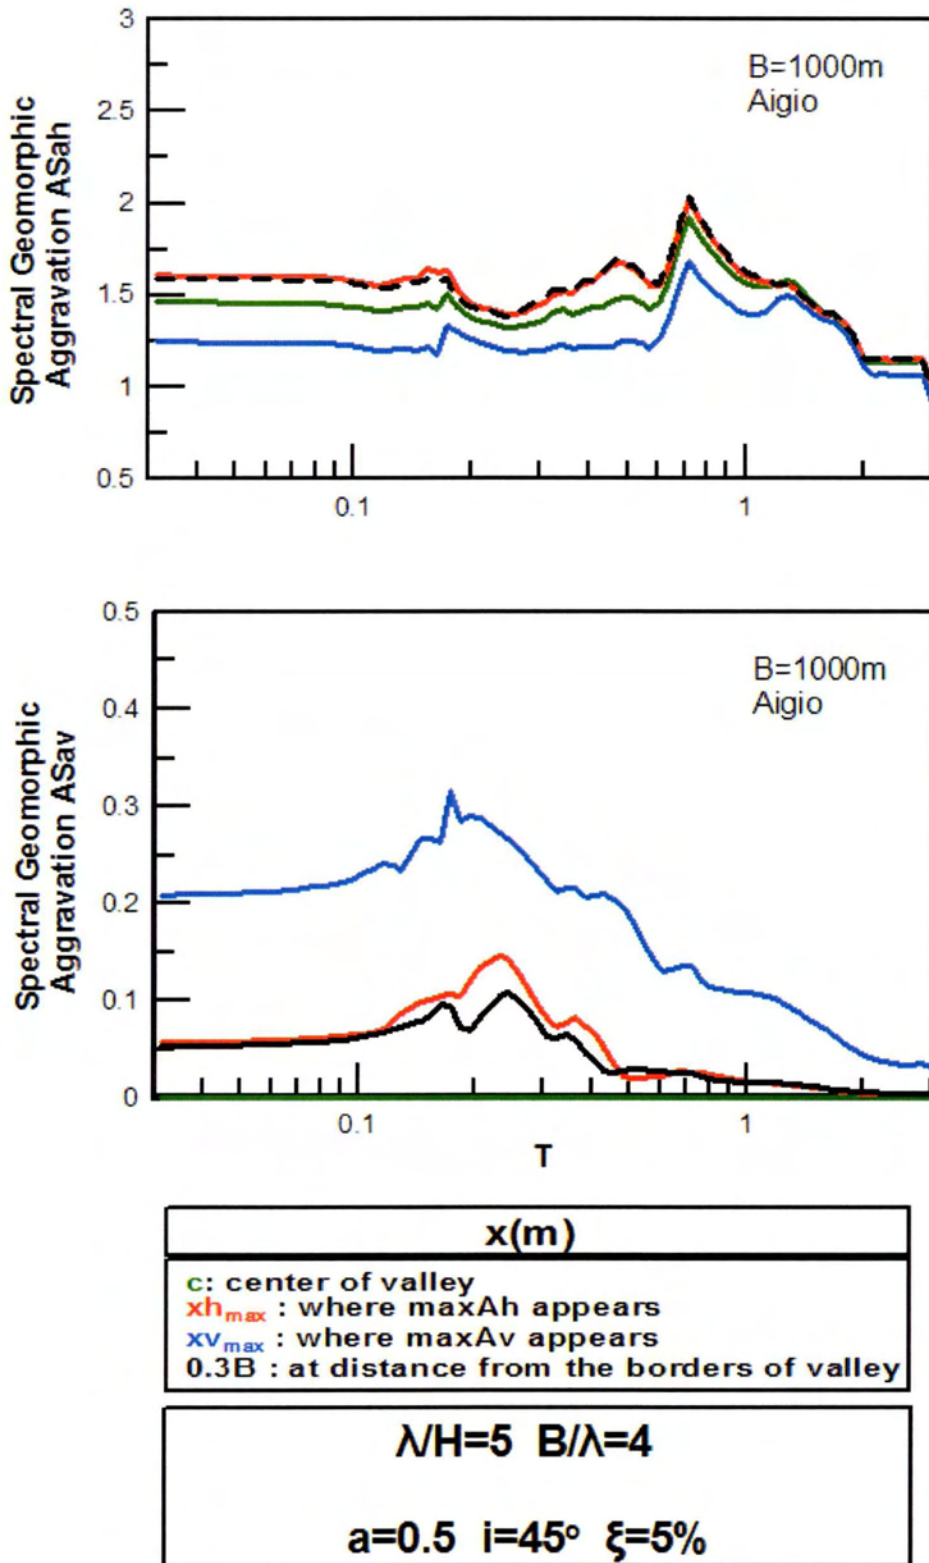 3
2.5
2
1.5
1
0.5
Spectral Geomorphic
Aggravation ASah
B=1000m
Aigio
0.1 1
0.5
0.4
0.3
0.2
0.1
0
Spectral Geomorphic
Aggravation ASav
B=1000m
Aigio
0.1 1
T
x(m)
c: center of valley
xhmax : where maxAh appears
xvmax : where maxAv appears
0.3B : at distance from the borders of valley
λ/H=5 B/λ=4
a=0.5 i=45° ξ=5%